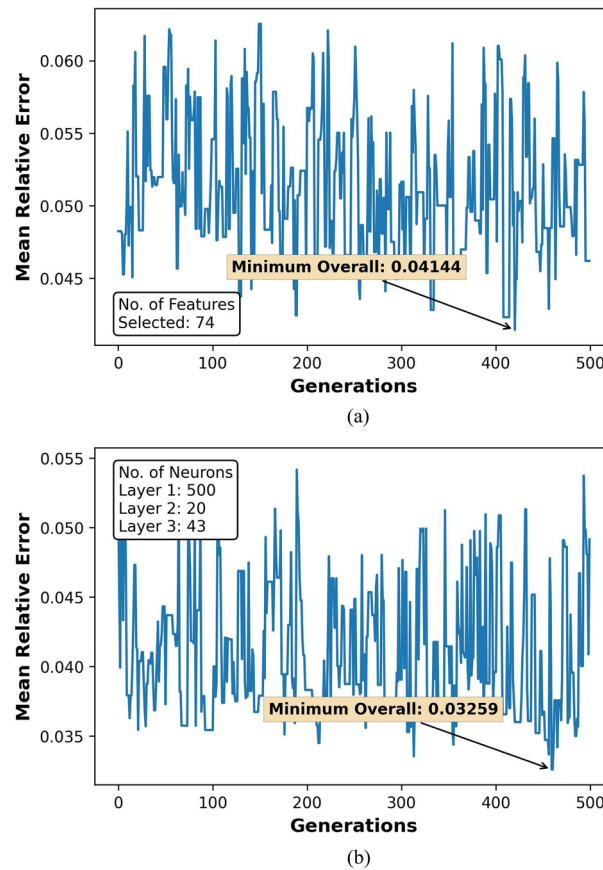 0.060
0.055
0.050
0.045
Mean Relative Error
Minimum Overall: 0.04144
No. of Features
Selected: 74
0 100 200 300 400 500
Generations
(a)
0.055
0.050
0.045
0.040
0.035
Mean Relative Error
No. of Neurons
Layer 1: 500
Layer 2: 20
Layer 3: 43
Minimum Overall: 0.03259
0 100 200 300 400 500
Generations
(b)